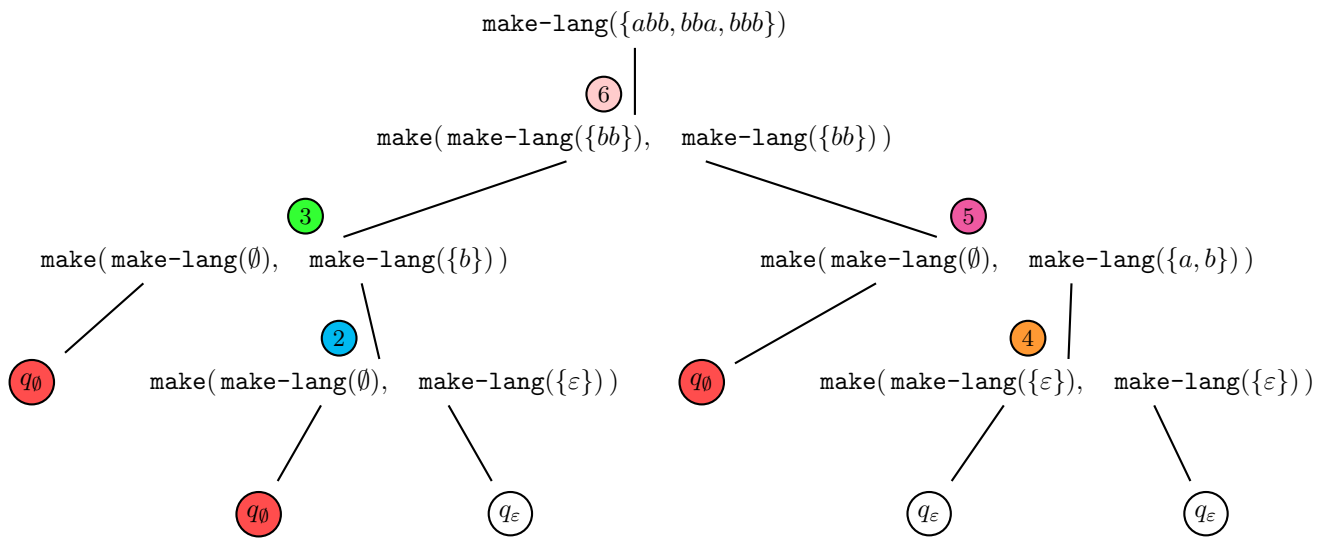 make-lang({abb, bba, bbb})
6
make( make-lang({bb}), make-lang({bb}) )
3
5
make( make-lang(∅), make-lang({b}) )
make( make-lang(∅), make-lang({a, b}) )
2
4
q∅
make( make-lang(∅), make-lang({ε}) )
q∅
make( make-lang({ε}), make-lang({ε}) )
q∅
qε
qε
qε